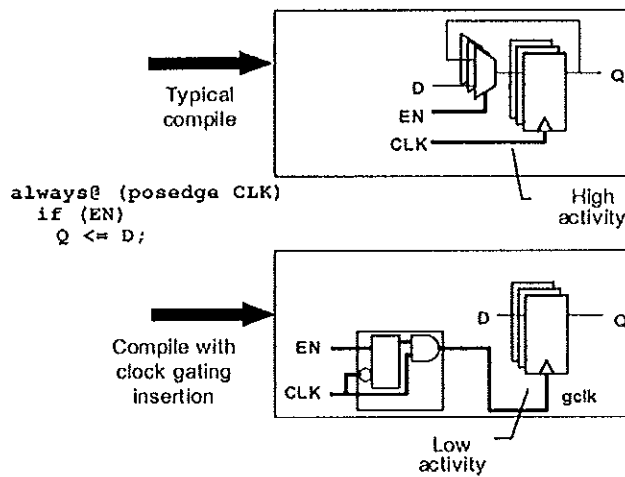 Typical
compile
D
EN
CLK
Q
High
activity
always@ (posedge CLK)
if (EN)
Q <= D;
Compile with
clock gating
insertion
EN
CLK
D
Q
gclk
Low
activity